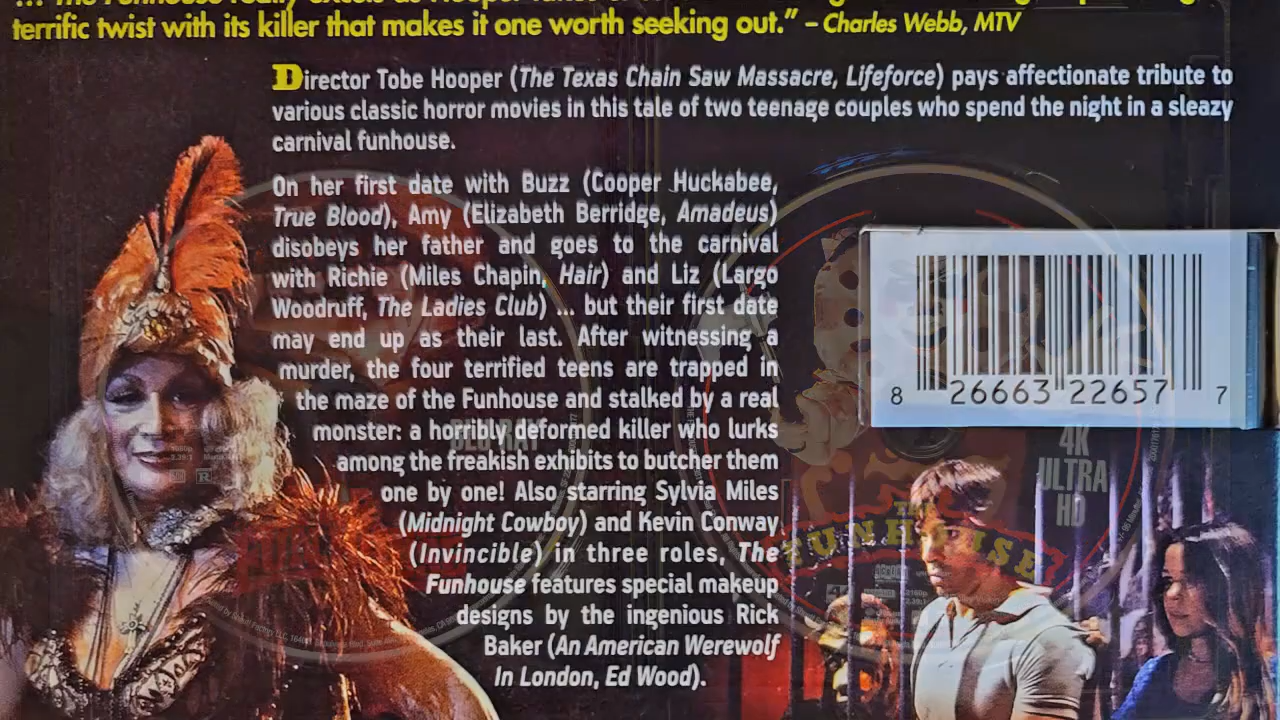 terrific twist with its killer that makes it one worth seeking out.” – Charles Webb, MTV
Director Tobe Hooper (The Texas Chain Saw Massacre, Lifeforce) pays affectionate tribute to
various classic horror movies in this tale of two teenage couples who spend the night in a sleazy
carnival funhouse.
On her first date with Buzz (Cooper Huckabee,
True Blood), Amy (Elizabeth Berridge, Amadeus)
disobeys her father and goes to the carnival
with Richie (Miles Chapin, Hair) and Liz (Largo
Woodruff, The Ladies Club) ... but their first date
may end up as their last. After witnessing a
murder, the four terrified teens are trapped in
the maze of the Funhouse and stalked by a real
monster: a horribly deformed killer who lurks
among the freakish exhibits to butcher them
one by one! Also starring Sylvia Miles
(Midnight Cowboy) and Kevin Conway
(Invincible) in three roles, The
Funhouse features special makeup
designs by the ingenious Rick
Baker (An American Werewolf
In London, Ed Wood).
8 26663 22657 7
BLU-RAY
4K
ULTRA
HD
THE
FUNHOUSE